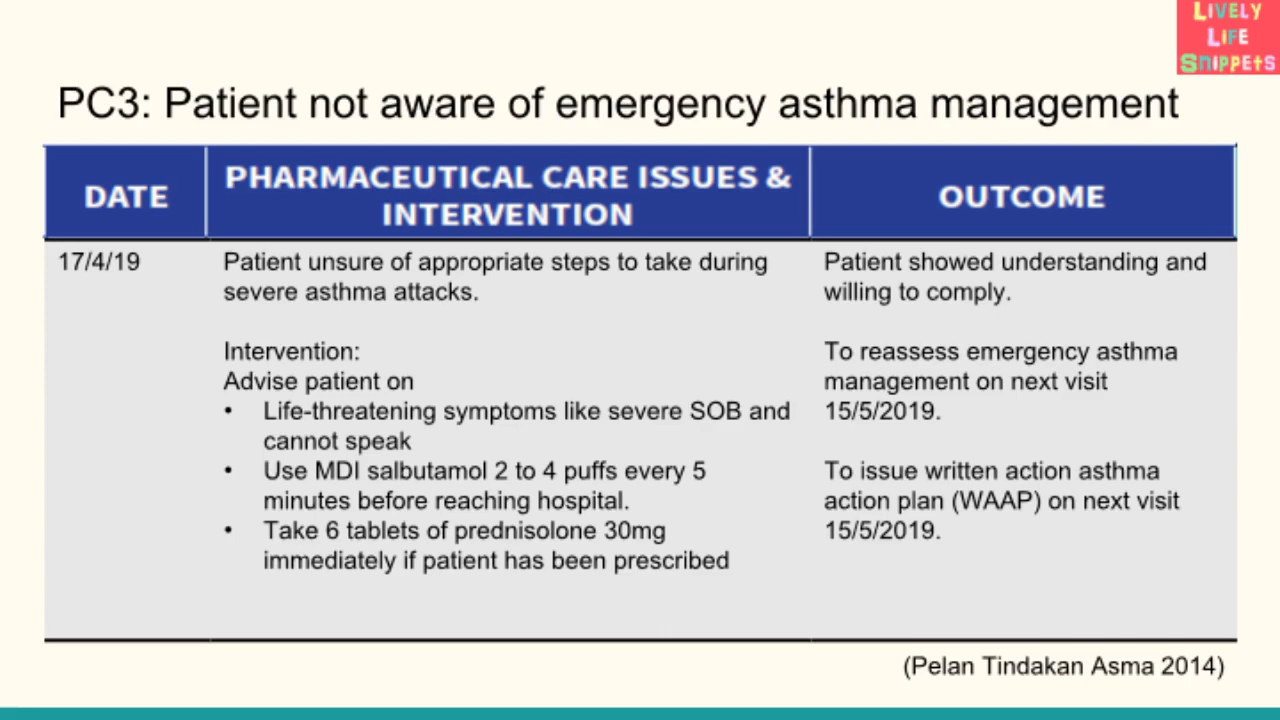 LiVELY
LiFE
SnippEts
PC3: Patient not aware of emergency asthma management
DATE
PHARMACEUTICAL CARE ISSUES &
INTERVENTION
OUTCOME
17/4/19
Patient unsure of appropriate steps to take during
severe asthma attacks.
Intervention:
Advise patient on
• Life-threatening symptoms like severe SOB and
cannot speak
• Use MDI salbutamol 2 to 4 puffs every 5
minutes before reaching hospital.
• Take 6 tablets of prednisolone 30mg
immediately if patient has been prescribed
Patient showed understanding and
willing to comply.
To reassess emergency asthma
management on next visit
15/5/2019.
To issue written action asthma
action plan (WAAP) on next visit
15/5/2019.
(Pelan Tindakan Asma 2014)